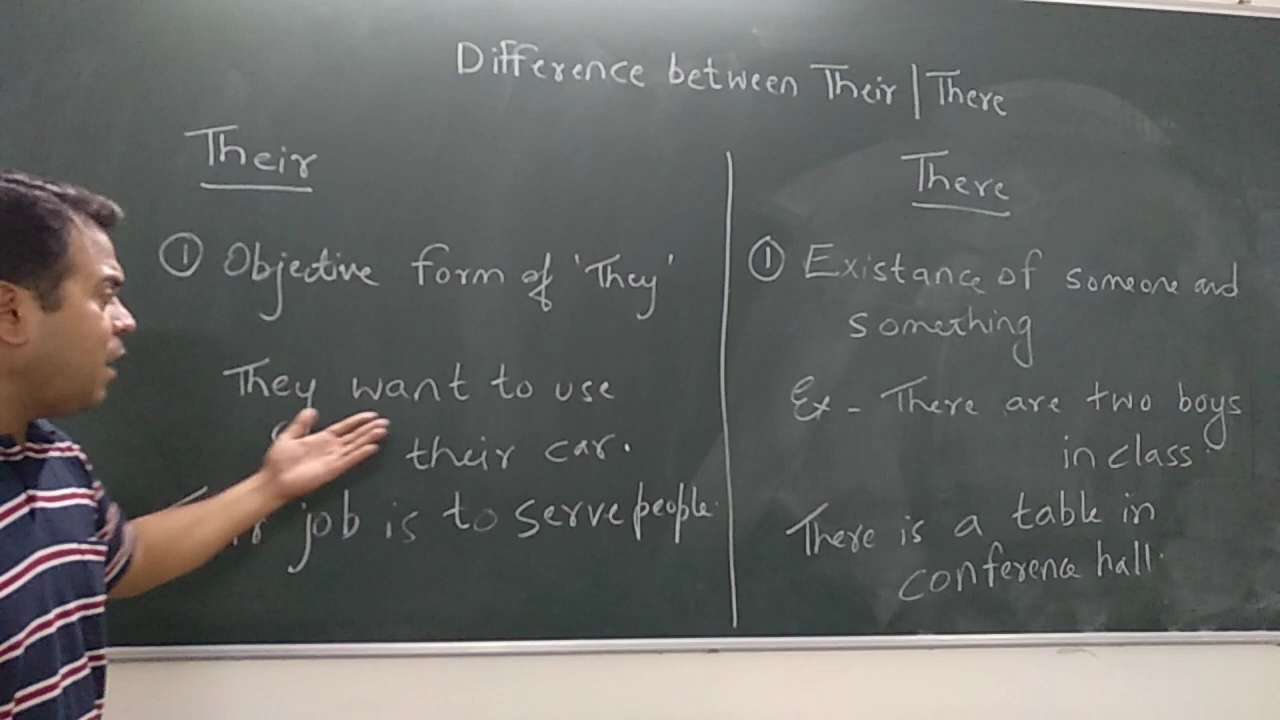 Difference between Their | There
Their
① Objective form of 'They'
They want to use
their car.
job is to serve people.
There
① Existance of someone and
something
Ex - There are two boys
in class.
There is a table in
conference hall.